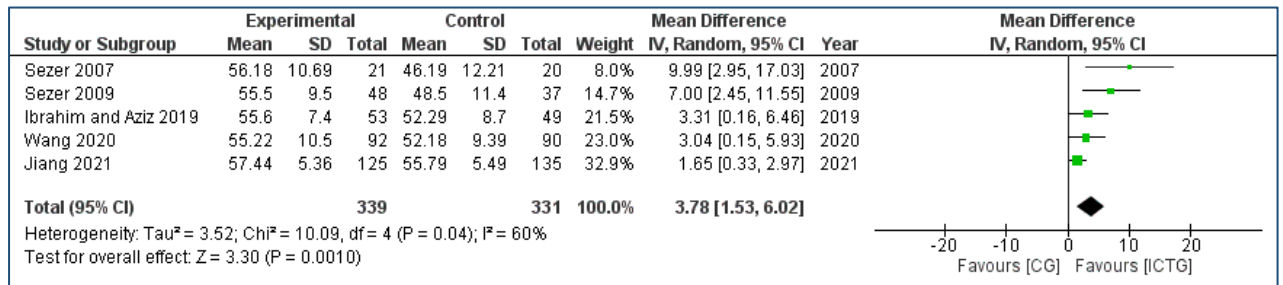 Experimental Control Mean Difference Mean Difference
Study or Subgroup Mean SD Total Mean SD Total Weight IV, Random, 95% CI Year IV, Random, 95% CI
Sezer 2007 56.18 10.69 21 46.19 12.21 20 8.0% 9.99 [2.95, 17.03] 2007
Sezer 2009 55.5 9.5 48 48.5 11.4 37 14.7% 7.00 [2.45, 11.55] 2009
Ibrahim and Aziz 2019 55.6 7.4 53 52.29 8.7 49 21.5% 3.31 [0.16, 6.46] 2019
Wang 2020 55.22 10.5 92 52.18 9.39 90 23.0% 3.04 [0.15, 5.93] 2020
Jiang 2021 57.44 5.36 125 55.79 5.49 135 32.9% 1.65 [0.33, 2.97] 2021
Total (95% CI) 339 331 100.0% 3.78 [1.53, 6.02]
Heterogeneity: Tau² = 3.52; Chi² = 10.09, df = 4 (P = 0.04); I² = 60%
Test for overall effect: Z = 3.30 (P = 0.0010)
-20 -10 0 10 20
Favours [CG] Favours [ICTG]